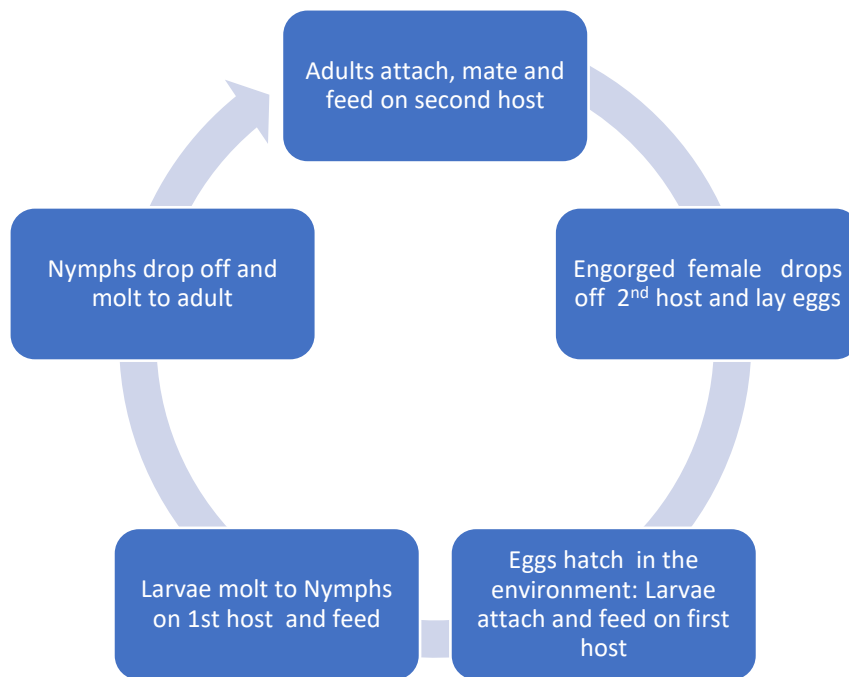 Adults attach, mate and
feed on second host
Engorged female drops
off 2nd host and lay eggs
Eggs hatch in the
environment: Larvae
attach and feed on first
host
Larvae molt to Nymphs
on 1st host and feed
Nymphs drop off and
molt to adult